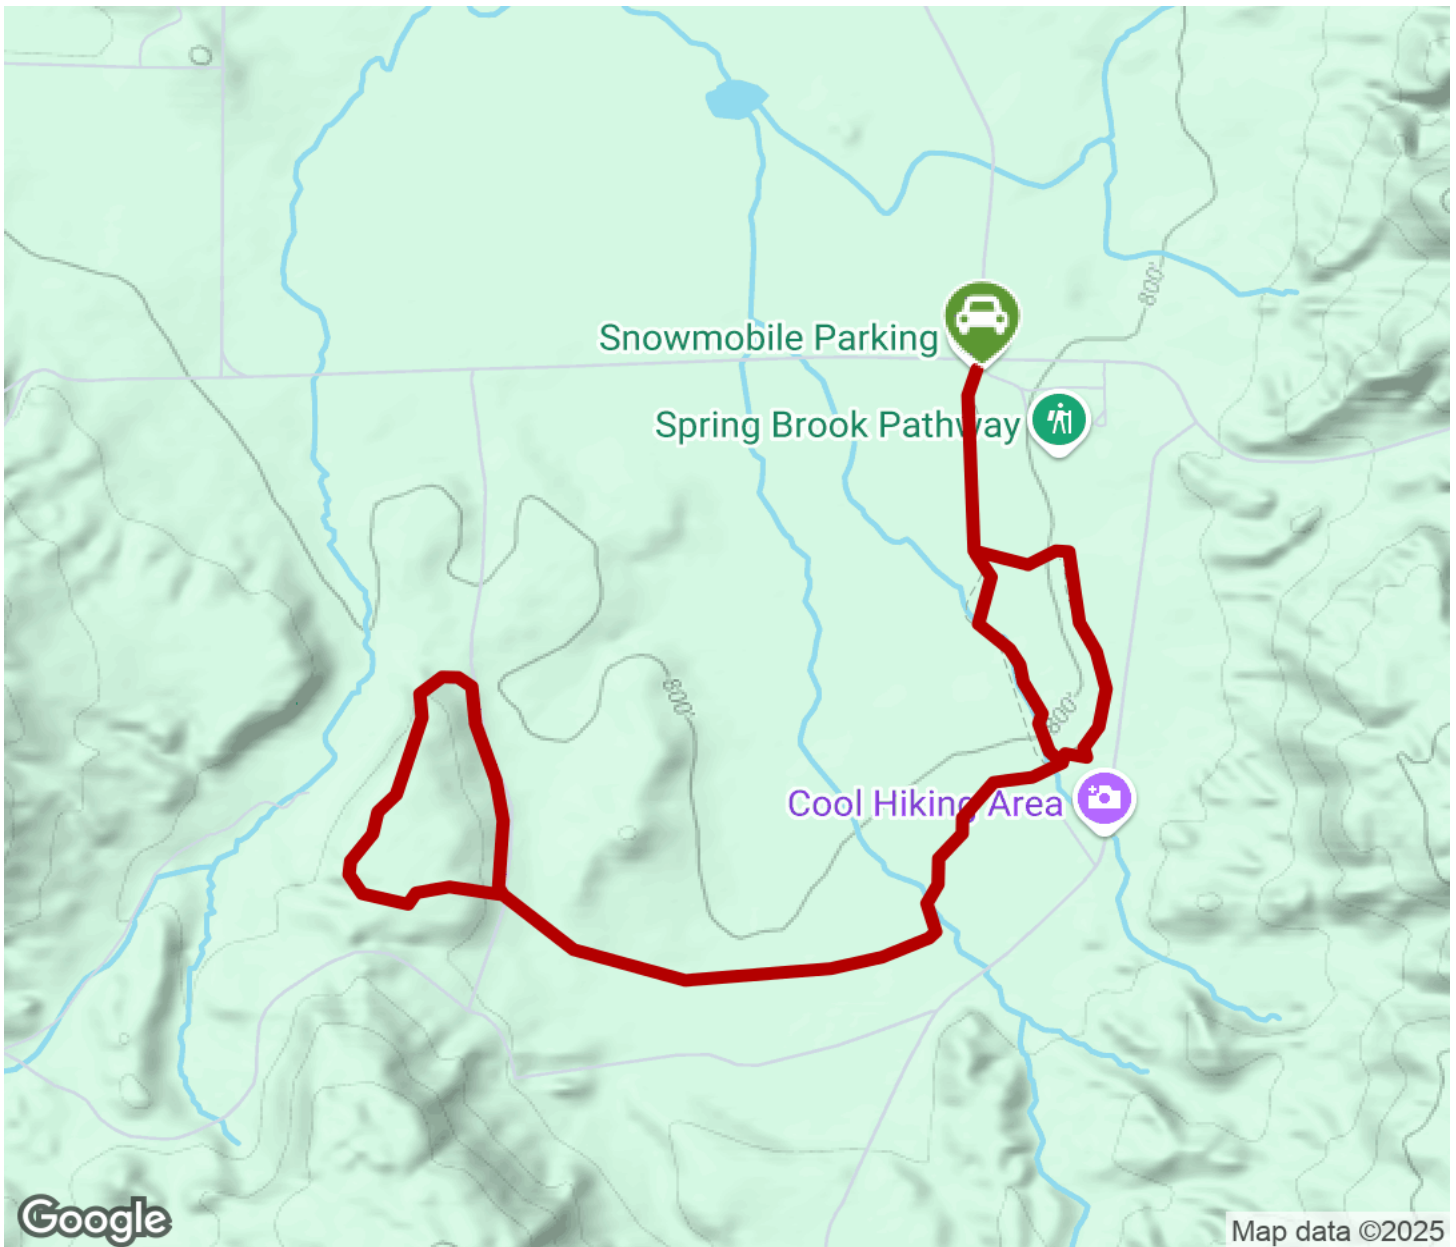 800'
Snowmobile Parking
Spring Brook Pathway
800'
800'
Cool Hiking Area
Google
Map data ©2025